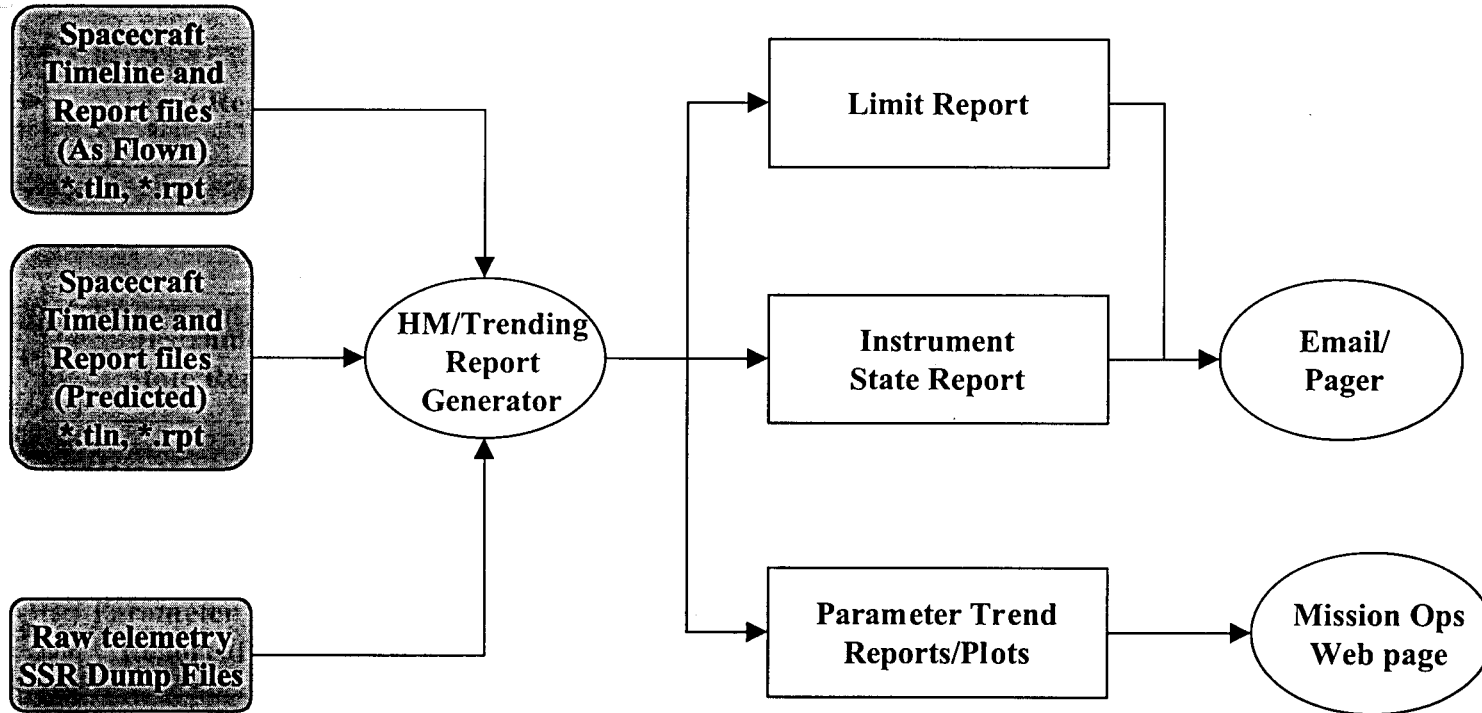 Spacecraft
Timeline and
Report files
(As Flown)
*.tln, *.rpt
Spacecraft
Timeline and
Report files
(Predicted)
*.tln, *.rpt
Raw telemetry
SSR Dump Files
HM/Trending
Report
Generator
Limit Report
Instrument
State Report
Parameter Trend
Reports/Plots
Email/
Pager
Mission Ops
Web page